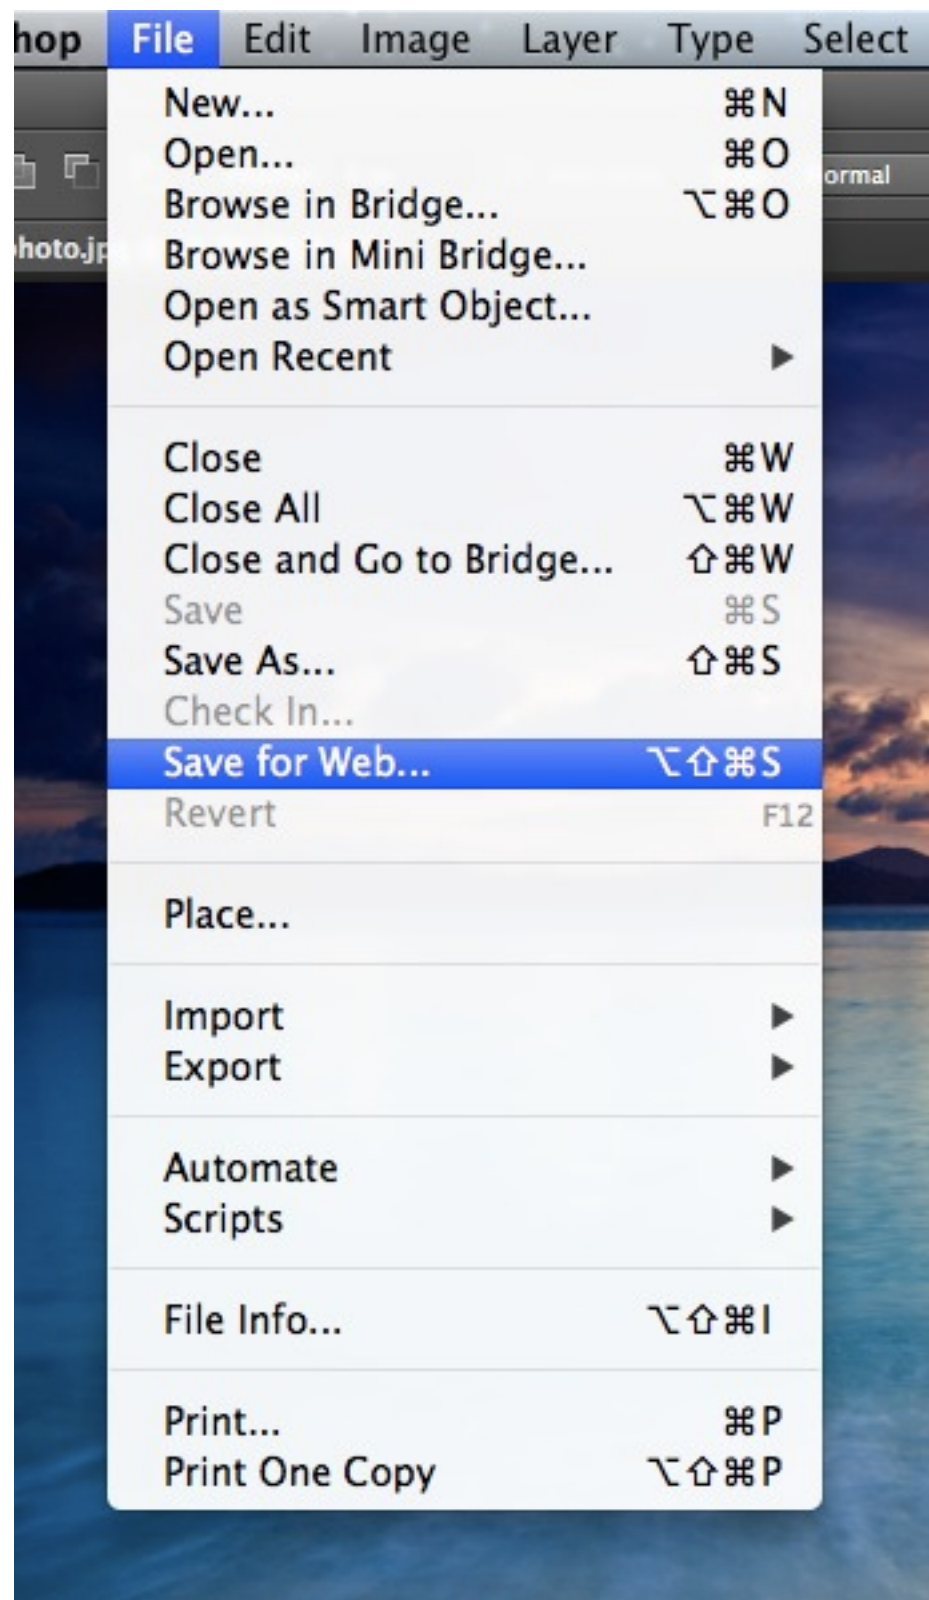 hop File Edit Image Layer Type Select
New... ⌘N
Open... ⌘O
ormal
Browse in Bridge... ⌥⌘O
photo.jp
Browse in Mini Bridge...
Open as Smart Object...
Open Recent ▶
Close ⌘W
Close All ⌥⌘W
Close and Go to Bridge... ⇧⌘W
Save ⌘S
Save As... ⇧⌘S
Check In...
Save for Web... ⌥⇧⌘S
Revert F12
Place...
Import ▶
Export ▶
Automate ▶
Scripts ▶
File Info... ⌥⇧⌘I
Print... ⌘P
Print One Copy ⌥⇧⌘P